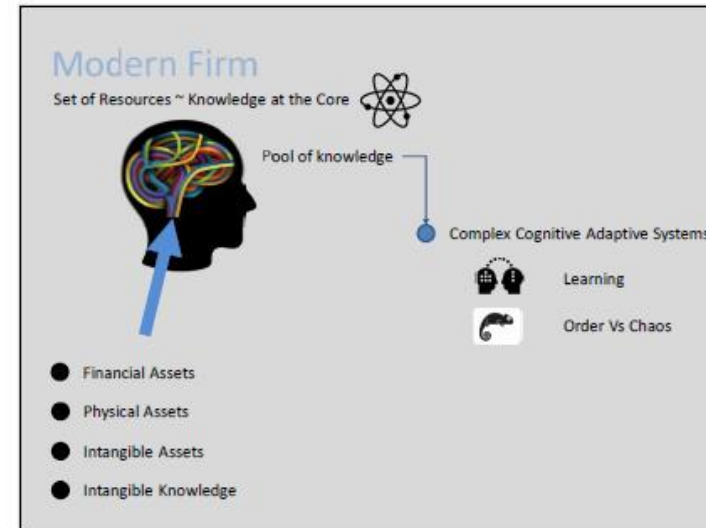 Modern Firm
Set of Resources ~ Knowledge at the Core
Pool of knowledge
Complex Cognitive Adaptive Systems
Learning
Order Vs Chaos
Financial Assets
Physical Assets
Intangible Assets
Intangible Knowledge